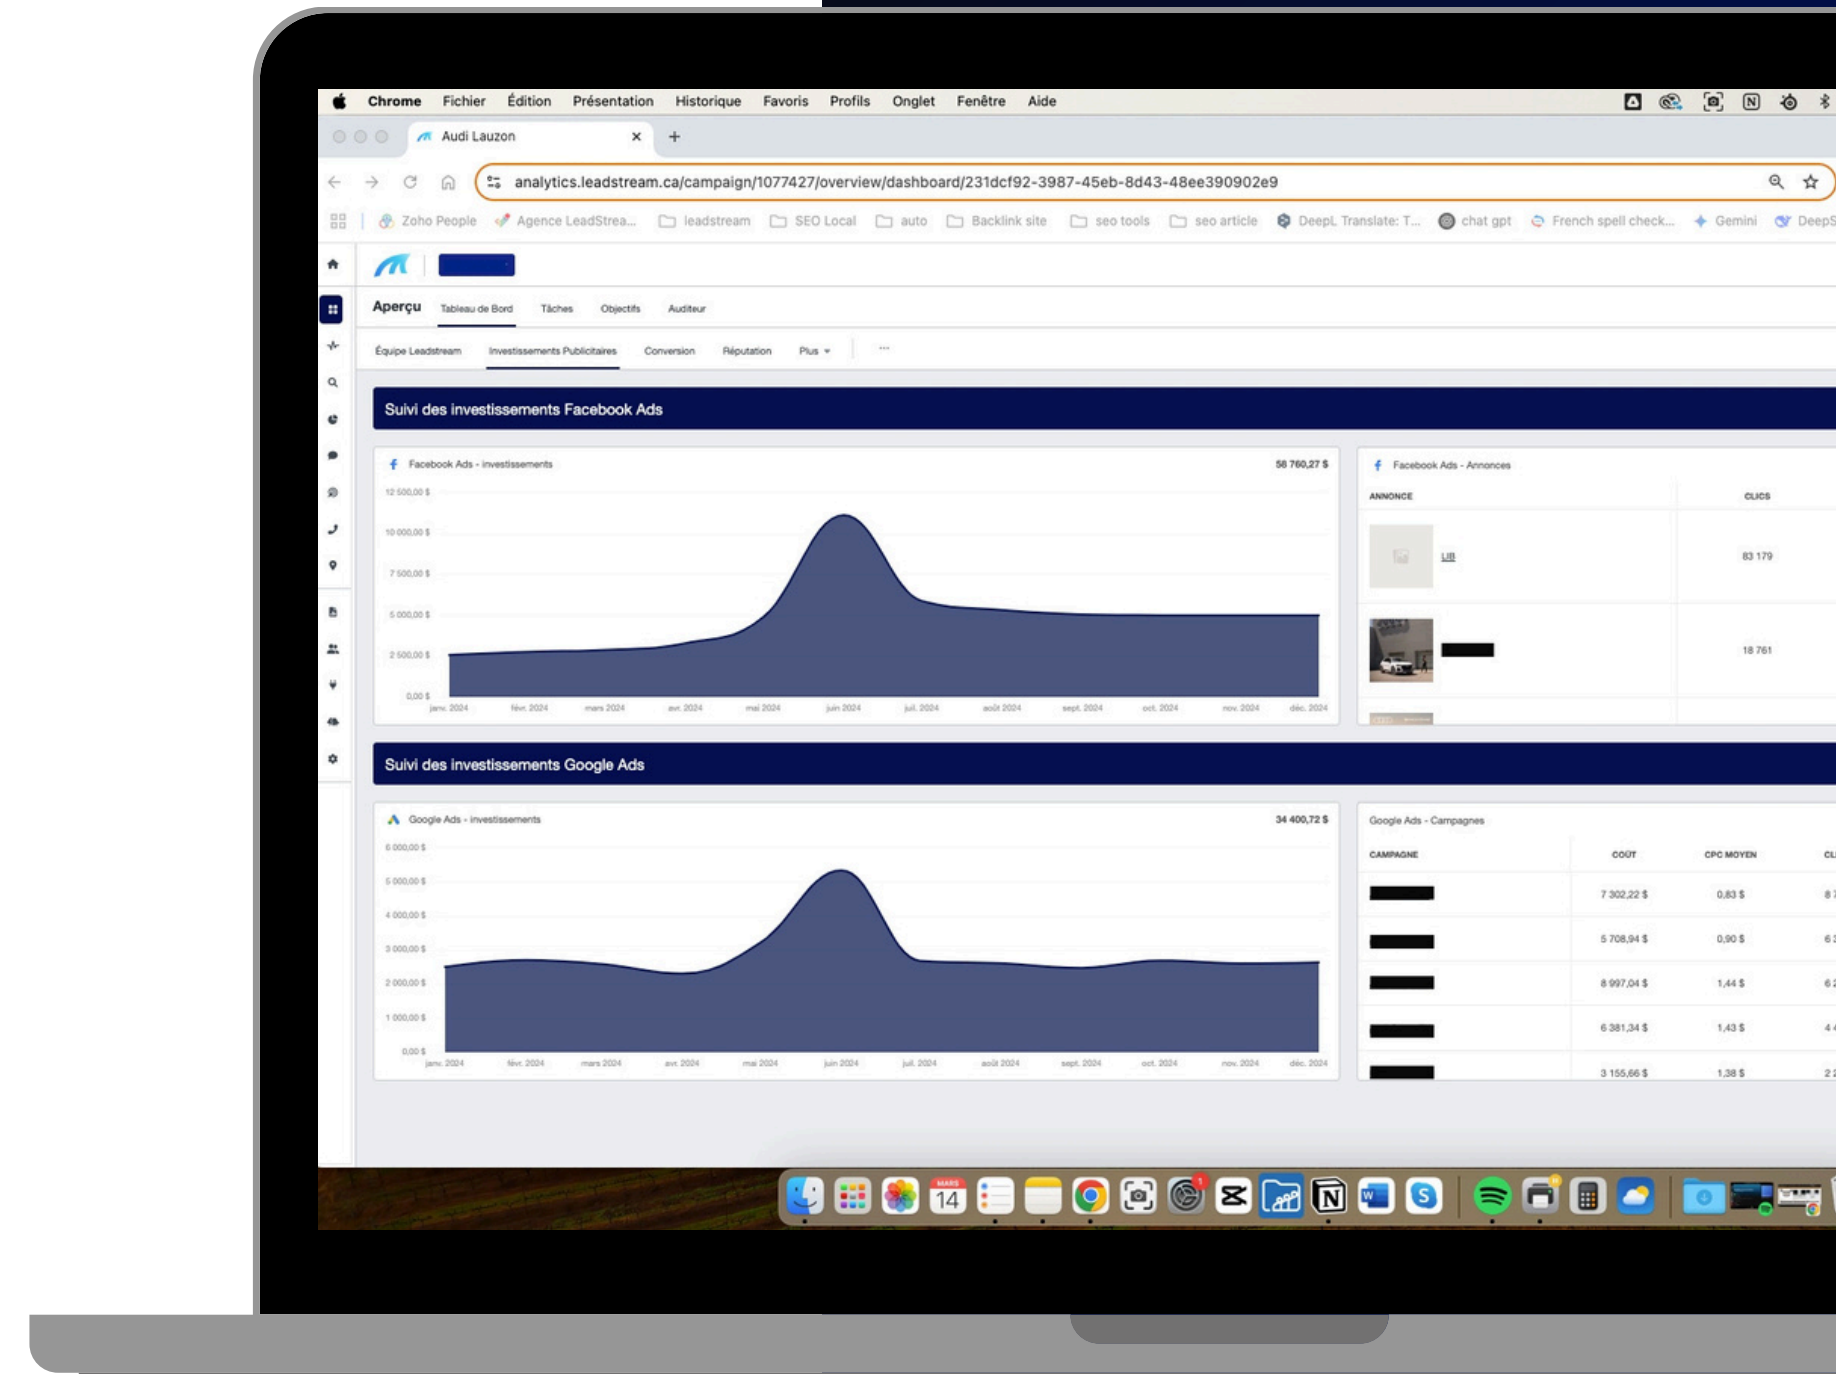 Chrome Fichier Édition Présentation Historique Favoris Profils Onglet Fenêtre Aide
Audi Lauzon
analytics.leadstream.ca/campaign/1077427/overview/dashboard/231dcf92-3987-45eb-8d43-48ee390902e9
Zoho People Agence LeadStrea... leadstream SEO Local auto Backlink site seo tools seo article DeepL Translate: T... chat gpt French spell check... Gemini DeepS
Aperçu Tableau de Bord Tâches Objectifs Auditeur
Équipe Leadstream Investissements Publicitaires Conversion Réputation Plus ...
Suivi des investissements Facebook Ads
Facebook Ads - investissements 58 760,27 $
12 500,00 $
10 000,00 $
7 500,00 $
5 000,00 $
2 500,00 $
0,00 $
janv. 2024 févr. 2024 mars 2024 avr. 2024 mai 2024 juin 2024 juil. 2024 août 2024 sept. 2024 oct. 2024 nov. 2024 déc. 2024
Facebook Ads - Annonces
ANNONCE CLICS
LIB 83 179
18 761
Suivi des investissements Google Ads
Google Ads - investissements 34 400,72 $
6 000,00 $
5 000,00 $
4 000,00 $
3 000,00 $
2 000,00 $
1 000,00 $
0,00 $
janv. 2024 févr. 2024 mars 2024 avr. 2024 mai 2024 juin 2024 juil. 2024 août 2024 sept. 2024 oct. 2024 nov. 2024 déc. 2024
Google Ads - Campagnes
CAMPAGNE COÛT CPC MOYEN CL
7 302,22 $ 0,83 $ 8
5 708,94 $ 0,90 $ 6
8 997,04 $ 1,44 $ 6
6 381,34 $ 1,43 $ 4
3 155,66 $ 1,38 $ 2
MARS
14
1